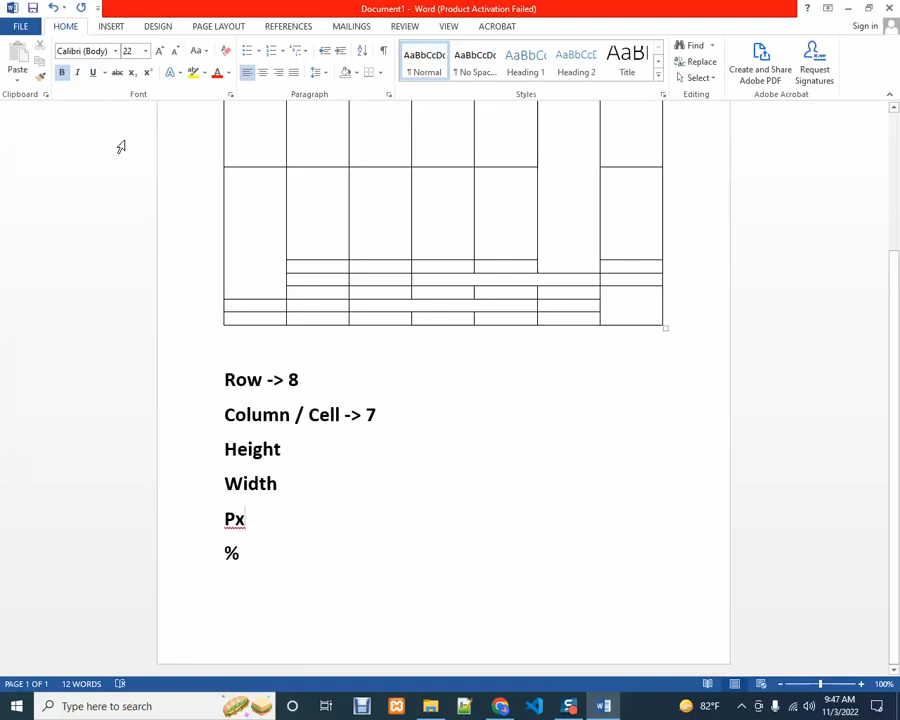 Document1 - Word (Product Activation Failed)
Sign in
FILE HOME INSERT DESIGN PAGE LAYOUT REFERENCES MAILINGS REVIEW VIEW ACROBAT
Paste
Calibri (Body) 22
AaBbCcDc AaBbCcDc AaBbCc AaBbCcD AaBl
¶ Normal ¶ No Spac... Heading 1 Heading 2 Title
Find
Replace
Select
Create and Share Adobe PDF
Request Signatures
Clipboard Font Paragraph Styles Editing Adobe Acrobat
Row -> 8
Column / Cell -> 7
Height
Width
Px
%
PAGE 1 OF 1 12 WORDS 100%
Type here to search
82°F
9:47 AM
11/3/2022